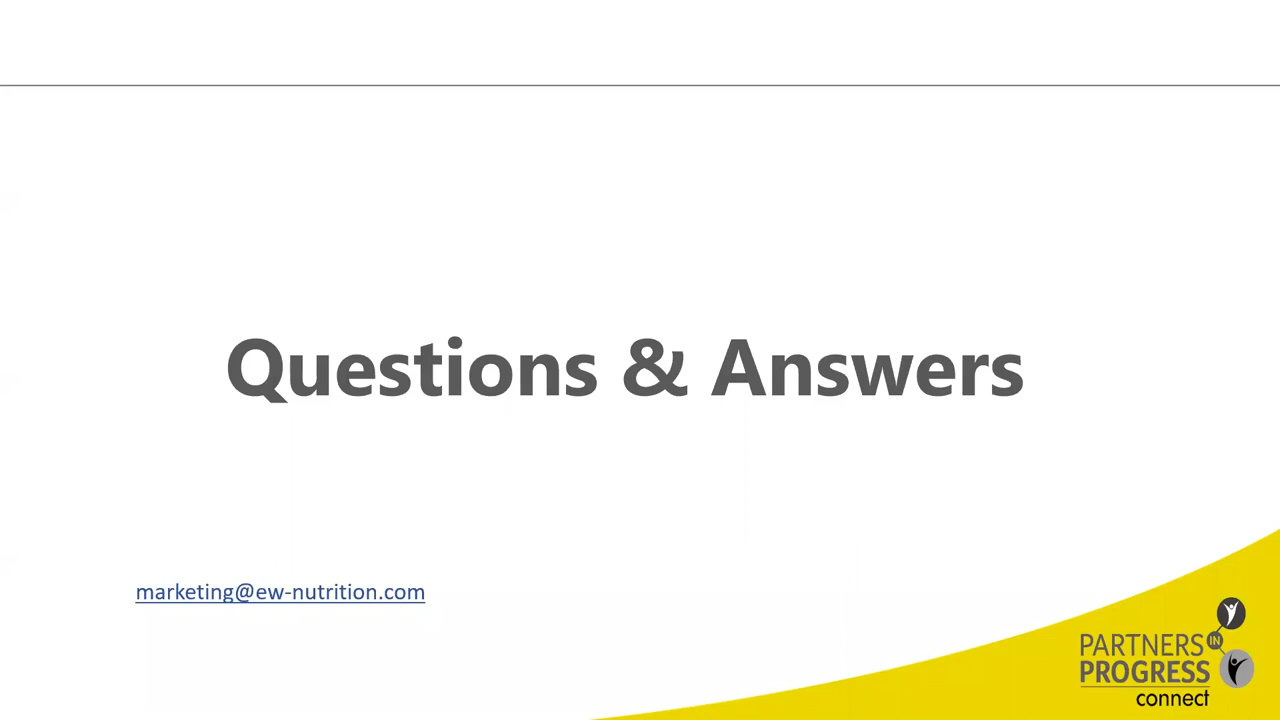 Questions & Answers
marketing@ew-nutrition.com
PARTNERS IN
PROGRESS
connect